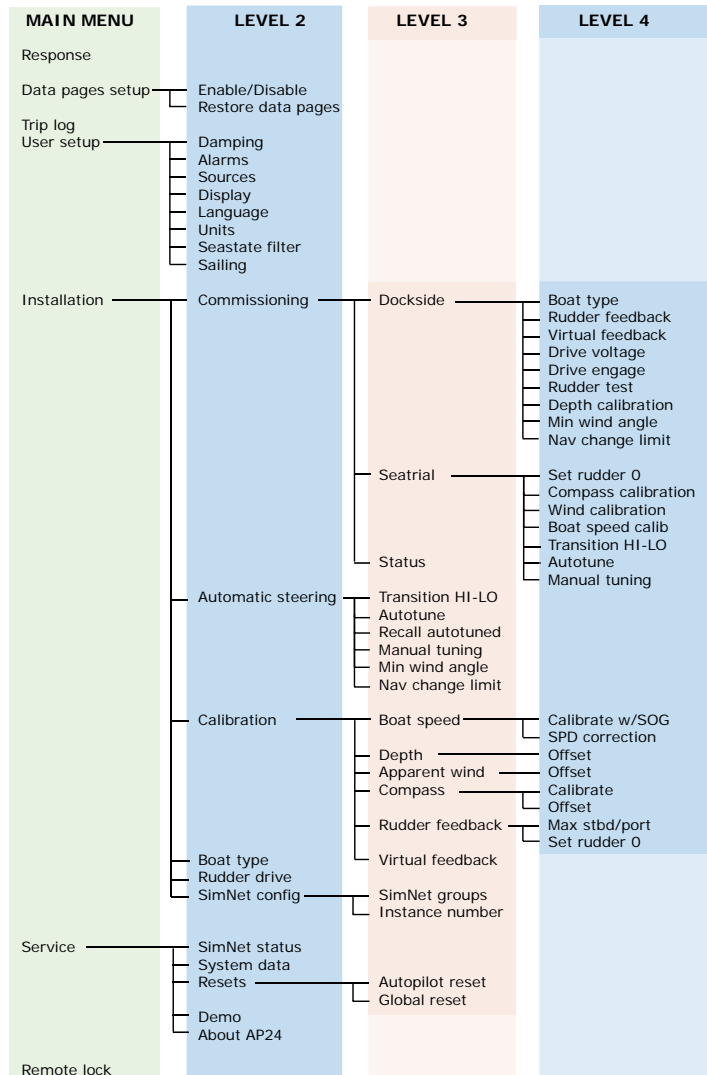 MAIN MENU LEVEL 2 LEVEL 3 LEVEL 4
Response
Data pages setup Enable/Disable
Restore data pages
Trip log
User setup Damping
Alarms
Sources
Display
Language
Units
Seastate filter
Sailing
Installation Commissioning Dockside Boat type
Rudder feedback
Virtual feedback
Drive voltage
Drive engage
Rudder test
Depth calibration
Min wind angle
Nav change limit
Seatrial Set rudder 0
Compass calibration
Wind calibration
Boat speed calib
Transition HI-LO
Status
Autotune
Manual tuning
Automatic steering Transition HI-LO
Autotune
Recall autotuned
Manual tuning
Min wind angle
Nav change limit
Calibration Boat speed Calibrate w/SOG
SPD correction
Depth Offset
Apparent wind Offset
Compass Calibrate
Offset
Rudder feedback Max stbd/port
Set rudder 0
Boat type Virtual feedback
Rudder drive
SimNet config SimNet groups
Instance number
Service SimNet status
System data
Resets Autopilot reset
Global reset
Demo
About AP24
Remote lock